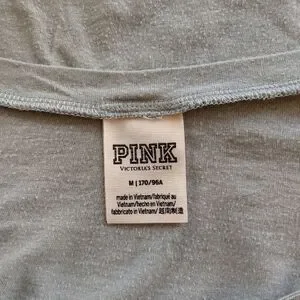 PINK
VICTORIA'S SECRET
M | 170/96A
made in Vietnam/fabriqué au
Vietnam/hecho en Vietnam/
fabbricato in Vietnam/ 越南制造